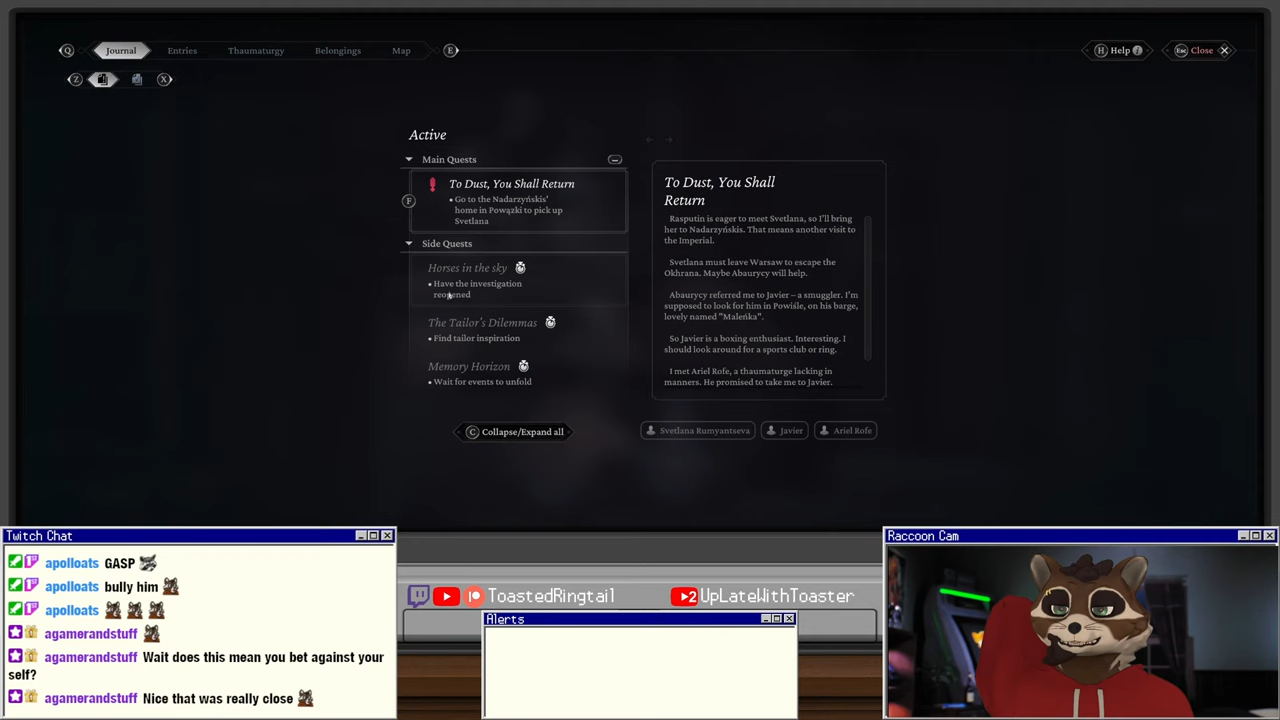 Q Journal Entries Thaumaturgy Belongings Map E
H Help i Esc Close
Z X
Active
Main Quests
To Dust, You Shall Return
F
• Go to the Nadarzyńskis'
home in Powązki to pick up
Svetlana
Side Quests
Horses in the sky
• Have the investigation
reopened
The Tailor's Dilemmas
• Find tailor inspiration
Memory Horizon
• Wait for events to unfold
C Collapse/Expand all
To Dust, You Shall
Return
Rasputin is eager to meet Svetlana, so I'll bring
her to Nadarzyńskis. That means another visit to
the Imperial.
Svetlana must leave Warsaw to escape the
Okhrana. Maybe Abaurycy will help.
Abaurycy referred me to Javier – a smuggler. I'm
supposed to look for him in Powiśle, on his barge,
lovely named "Maleńka".
So Javier is a boxing enthusiast. Interesting. I
should look around for a sports club or ring.
I met Ariel Rofe, a thaumaturge lacking in
manners. He promised to take me to Javier.
Svetlana Rumyantseva Javier Ariel Rofe
Twitch Chat
apolloats GASP
apolloats bully him
apolloats
agamerandstuff
agamerandstuff Wait does this mean you bet against your
self?
agamerandstuff Nice that was really close
ToastedRingtail 2 UpLateWithToaster
Alerts
Raccoon Cam